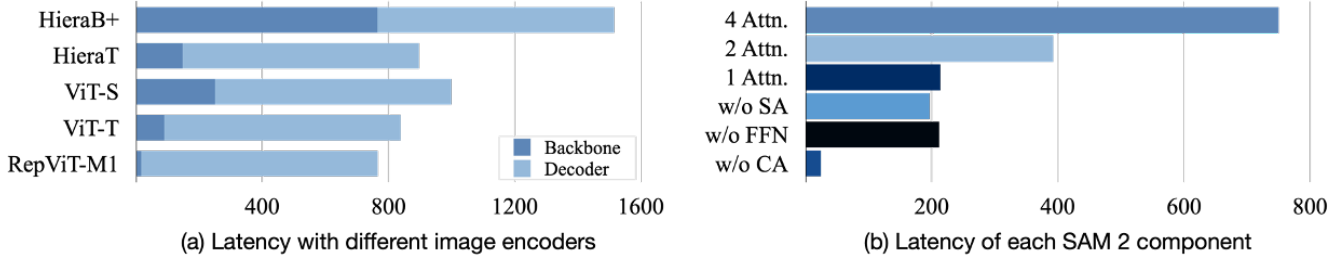 HieraB+
HieraT
ViT-S
ViT-T
RepViT-M1
Backbone
Decoder
400 800 1200 1600
(a) Latency with different image encoders
4 Attn.
2 Attn.
1 Attn.
w/o SA
w/o FFN
w/o CA
200 400 600 800
(b) Latency of each SAM 2 component